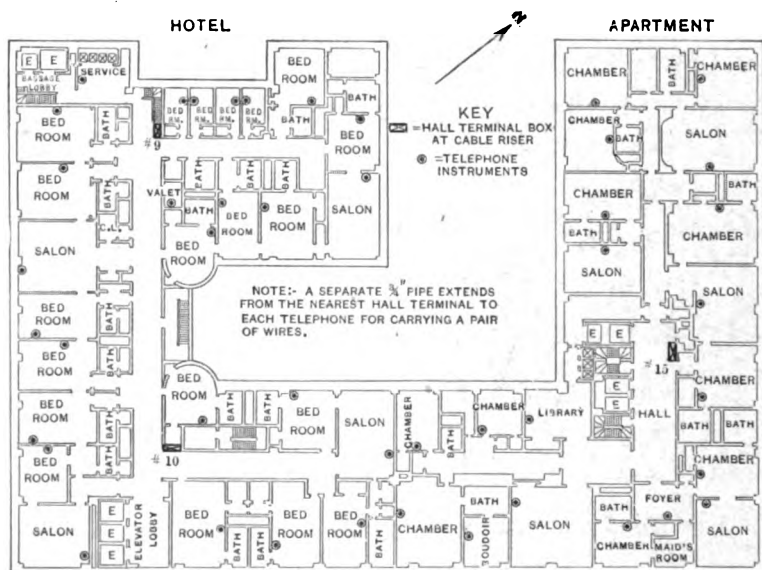 HOTEL
APARTMENT
N
E
E
SERVICE
BAGGAGE
LOBBY
BED
ROOM
BATH
BED
RM.
BED
RM.
BED
RM.
BED
RM.
BED
ROOM
BATH
BATH
BED
ROOM
SALON
# 9
VALET
BATH
BATH
BATH
BATH
BED
ROOM
BED
ROOM
BED
ROOM
BED
ROOM
BATH
C.L.
SALON
BED
ROOM
BATH
BED
ROOM
BATH
BED
ROOM
BATH
BED
ROOM
BATH
SALON
E
E
E
ELEVATOR
LOBBY
KEY
=HALL TERMINAL BOX
AT CABLE RISER
=TELEPHONE
INSTRUMENTS
NOTE:- A SEPARATE 3/4" PIPE EXTENDS
FROM THE NEAREST HALL TERMINAL TO
EACH TELEPHONE FOR CARRYING A PAIR
OF WIRES.
CHAMBER
BATH
CHAMBER
CHAMBER
BATH
SALON
CHAMBER
BATH
BATH
SALON
CHAMBER
SALON
E
E
E
E
# 15
HALL
CHAMBER
BATH
BATH
CHAMBER
FOYER
BATH
CHAMBER
MAID'S
ROOM
SALON
BED
ROOM
BATH
BATH
BED
ROOM
SALON
CHAMBER
BATH
CHAMBER
LIBRARY
# 10
BED
ROOM
BATH
BATH
BED
ROOM
BED
ROOM
BATH
CHAMBER
BATH
BOUDOIR
SALON